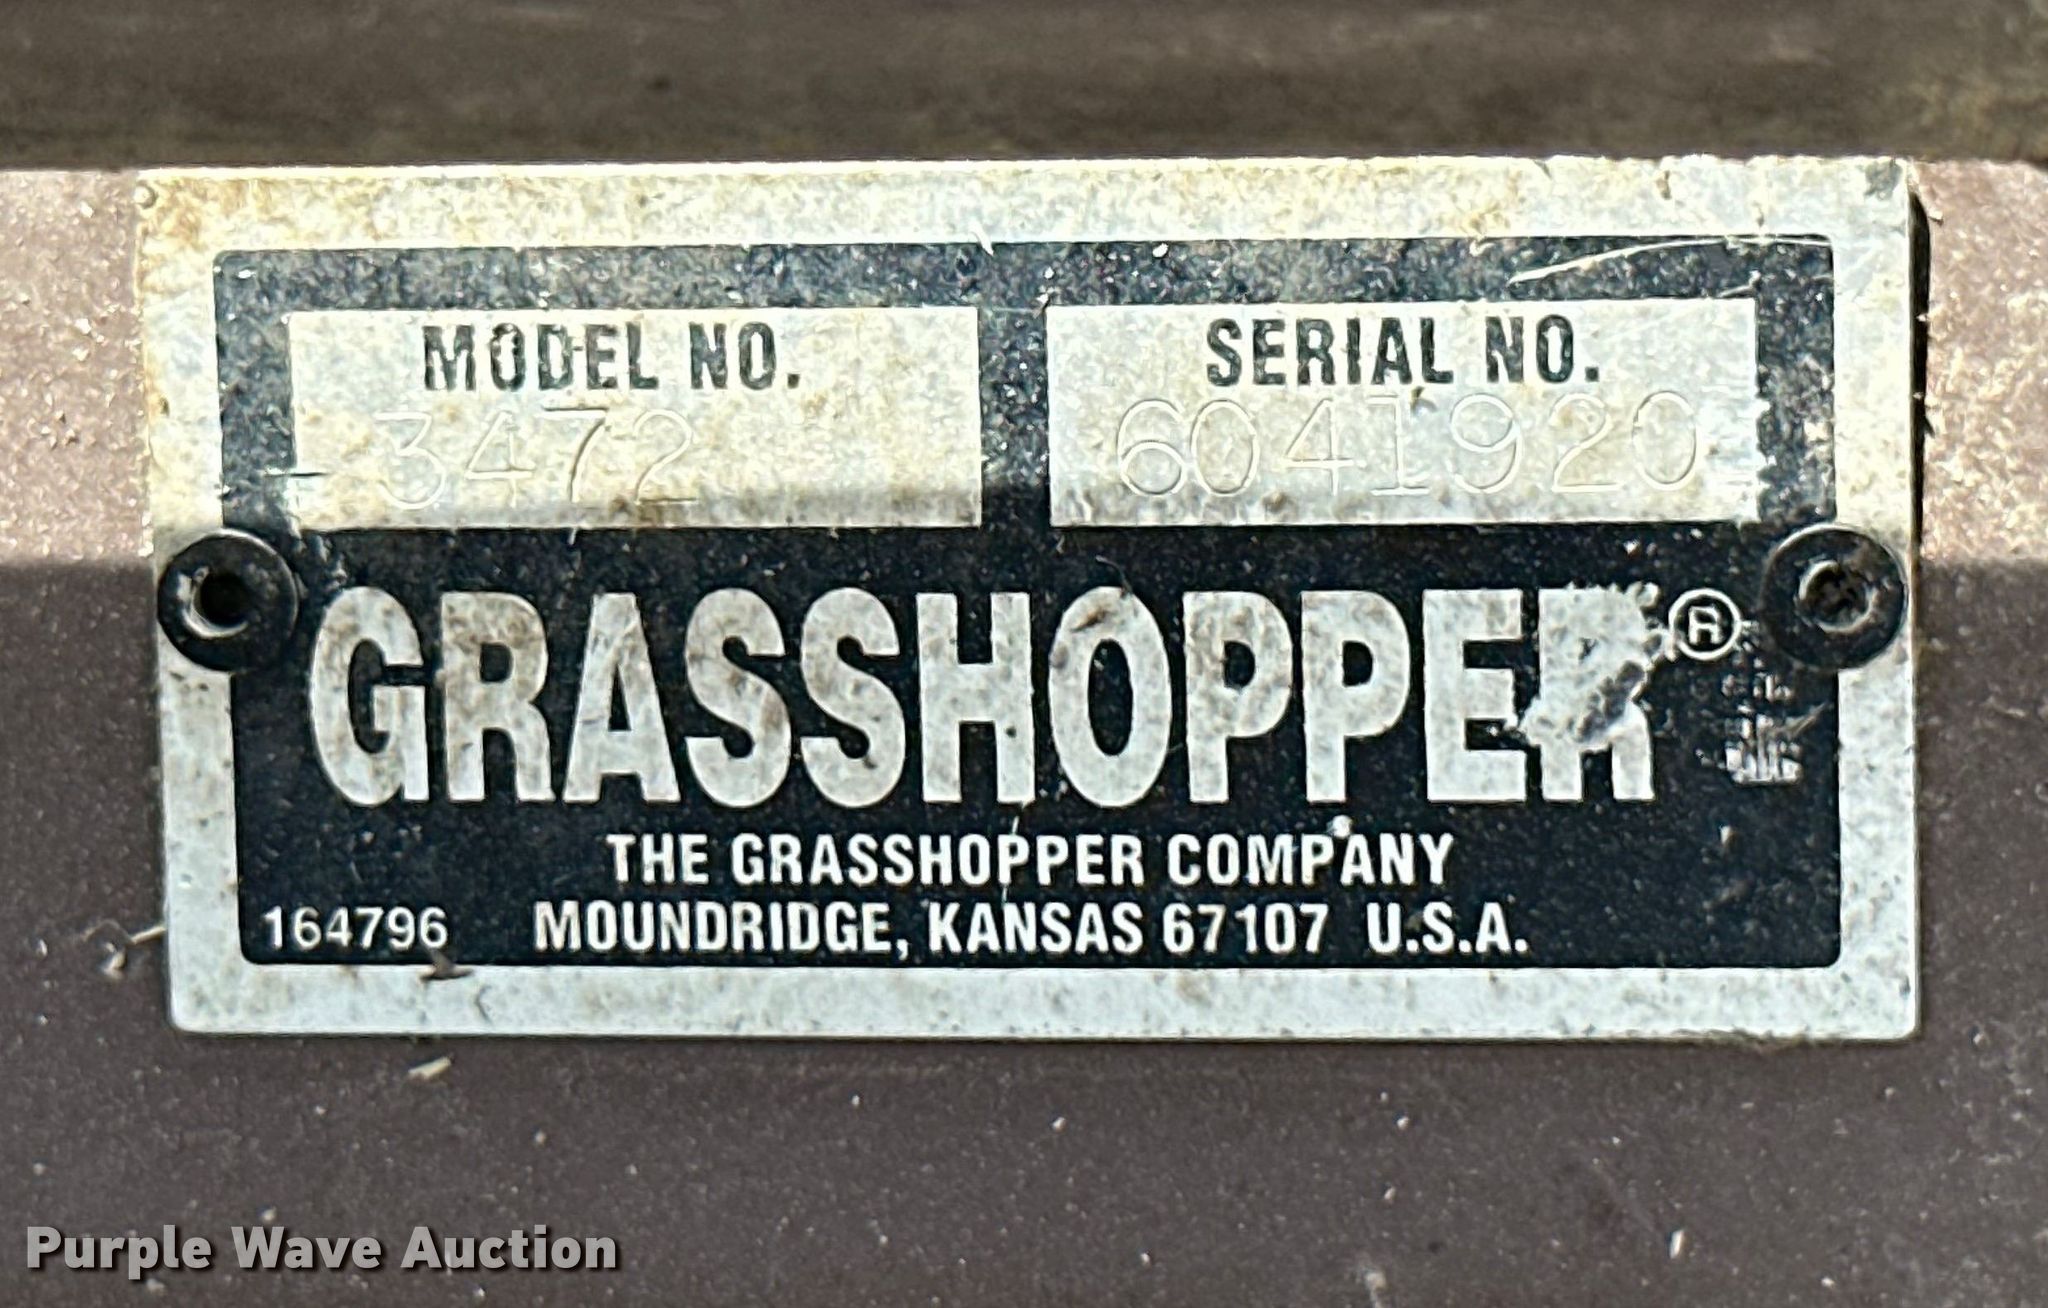 MODEL NO.
3472
SERIAL NO.
6041920
GRASSHOPPER®
THE GRASSHOPPER COMPANY
164796 MOUNDRIDGE, KANSAS 67107 U.S.A.
Purple Wave Auction